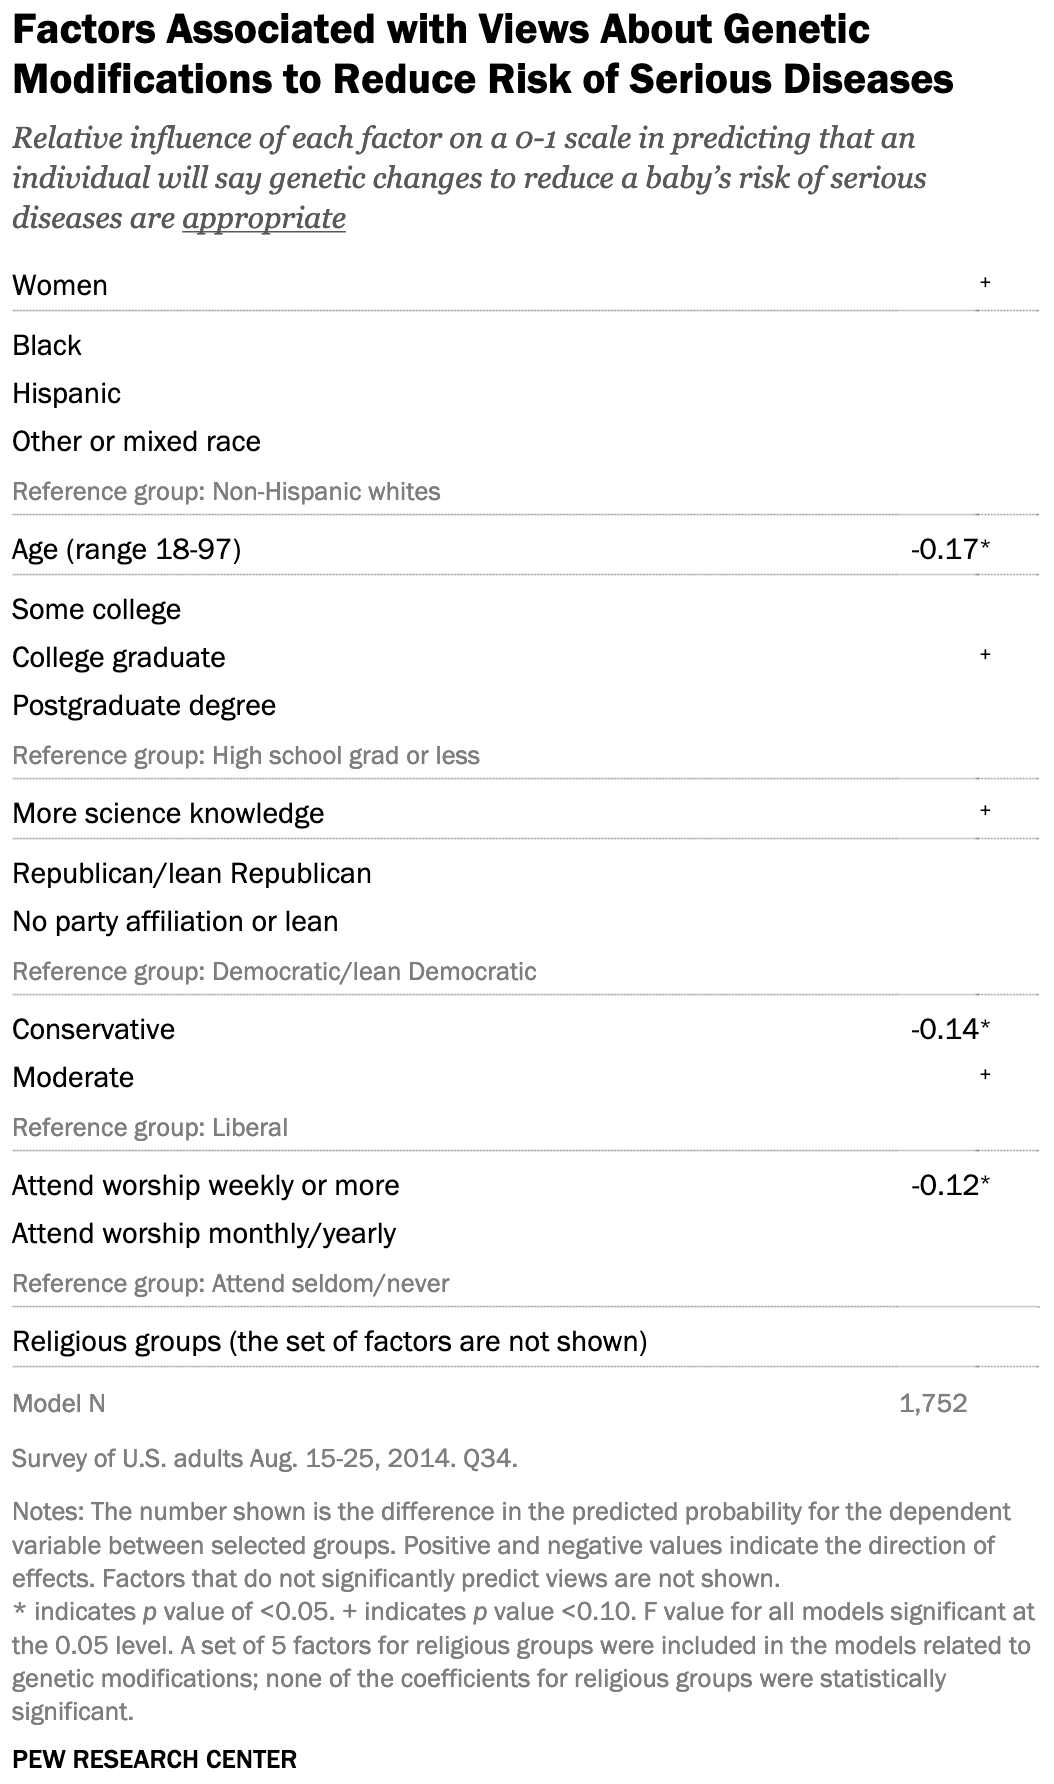 Factors Associated with Views About Genetic
Modifications to Reduce Risk of Serious Diseases
Relative influence of each factor on a 0-1 scale in predicting that an
individual will say genetic changes to reduce a baby’s risk of serious
diseases are appropriate
Women +
Black
Hispanic
Other or mixed race
Reference group: Non-Hispanic whites
Age (range 18-97) -0.17*
Some college
College graduate +
Postgraduate degree
Reference group: High school grad or less
More science knowledge +
Republican/lean Republican
No party affiliation or lean
Reference group: Democratic/lean Democratic
Conservative -0.14*
Moderate +
Reference group: Liberal
Attend worship weekly or more -0.12*
Attend worship monthly/yearly
Reference group: Attend seldom/never
Religious groups (the set of factors are not shown)
Model N 1,752
Survey of U.S. adults Aug. 15-25, 2014. Q34.
Notes: The number shown is the difference in the predicted probability for the dependent
variable between selected groups. Positive and negative values indicate the direction of
effects. Factors that do not significantly predict views are not shown.
* indicates p value of <0.05. + indicates p value <0.10. F value for all models significant at
the 0.05 level. A set of 5 factors for religious groups were included in the models related to
genetic modifications; none of the coefficients for religious groups were statistically
significant.
PEW RESEARCH CENTER